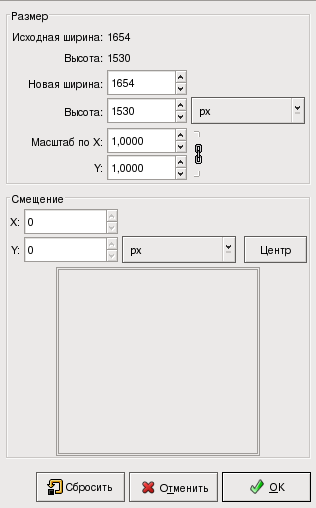 Размер
Исходная ширина: 1654
Высота: 1530
Новая ширина: 1654
Высота: 1530 px
Масштаб по X: 1,0000
Y: 1,0000
Смещение
X: 0
Y: 0 px Центр
Сбросить Отменить OK